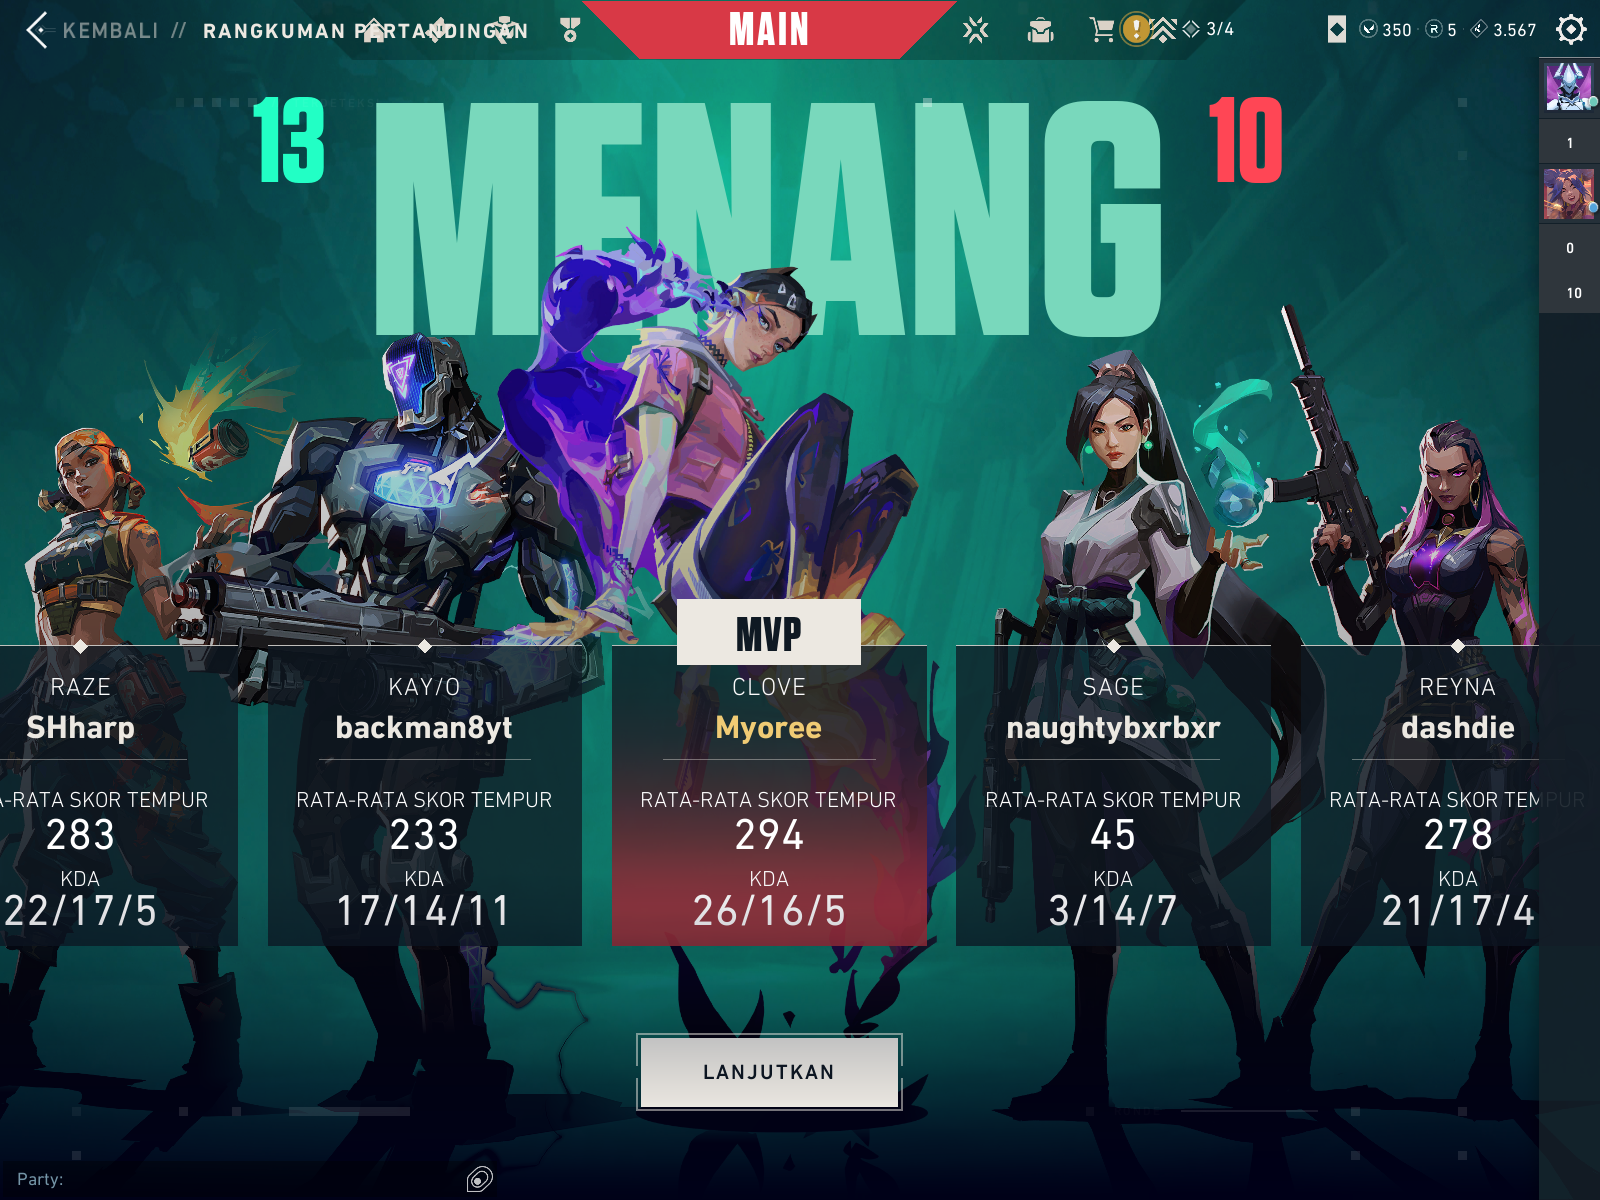 KEMBALI // RANGKUMAN PERTANDINGAN
MAIN
3/4
350
5
3.567
13
MENANG
10
1
0
10
MVP
RAZE
SHharp
A-RATA SKOR TEMPUR
283
KDA
22/17/5
KAY/O
backman8yt
RATA-RATA SKOR TEMPUR
233
KDA
17/14/11
CLOVE
Myoree
RATA-RATA SKOR TEMPUR
294
KDA
26/16/5
SAGE
naughtybxrbxr
RATA-RATA SKOR TEMPUR
45
KDA
3/14/7
REYNA
dashdie
RATA-RATA SKOR TEMPUR
278
KDA
21/17/4
LANJUTKAN
Party: